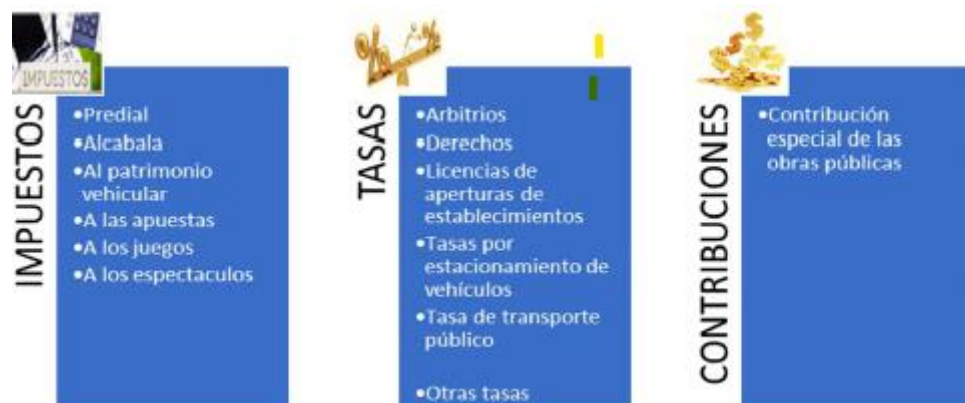 IMPUESTOS
IMPUESTOS
•Predial
•Alcabala
•Al patrimonio
vehicular
•A las apuestas
•A los juegos
•A los espectaculos
TASAS
•Arbitrios
•Derechos
•Licencias de
aperturas de
establecimientos
•Tasas por
estacionamiento de
vehículos
•Tasa de transporte
público
•Otras tasas
CONTRIBUCIONES
•Contribución
especial de las
obras públicas